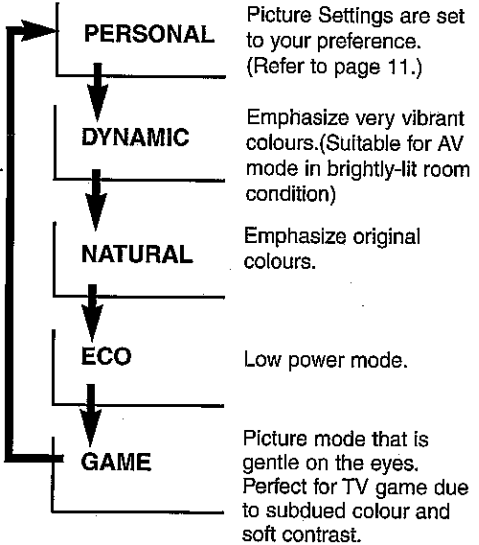 PERSONAL
Picture Settings are set
to your preference.
(Refer to page 11.)
DYNAMIC
Emphasize very vibrant
colours.(Suitable for AV
mode in brightly-lit room
condition)
NATURAL
Emphasize original
colours.
ECO
Low power mode.
GAME
Picture mode that is
gentle on the eyes.
Perfect for TV game due
to subdued colour and
soft contrast.